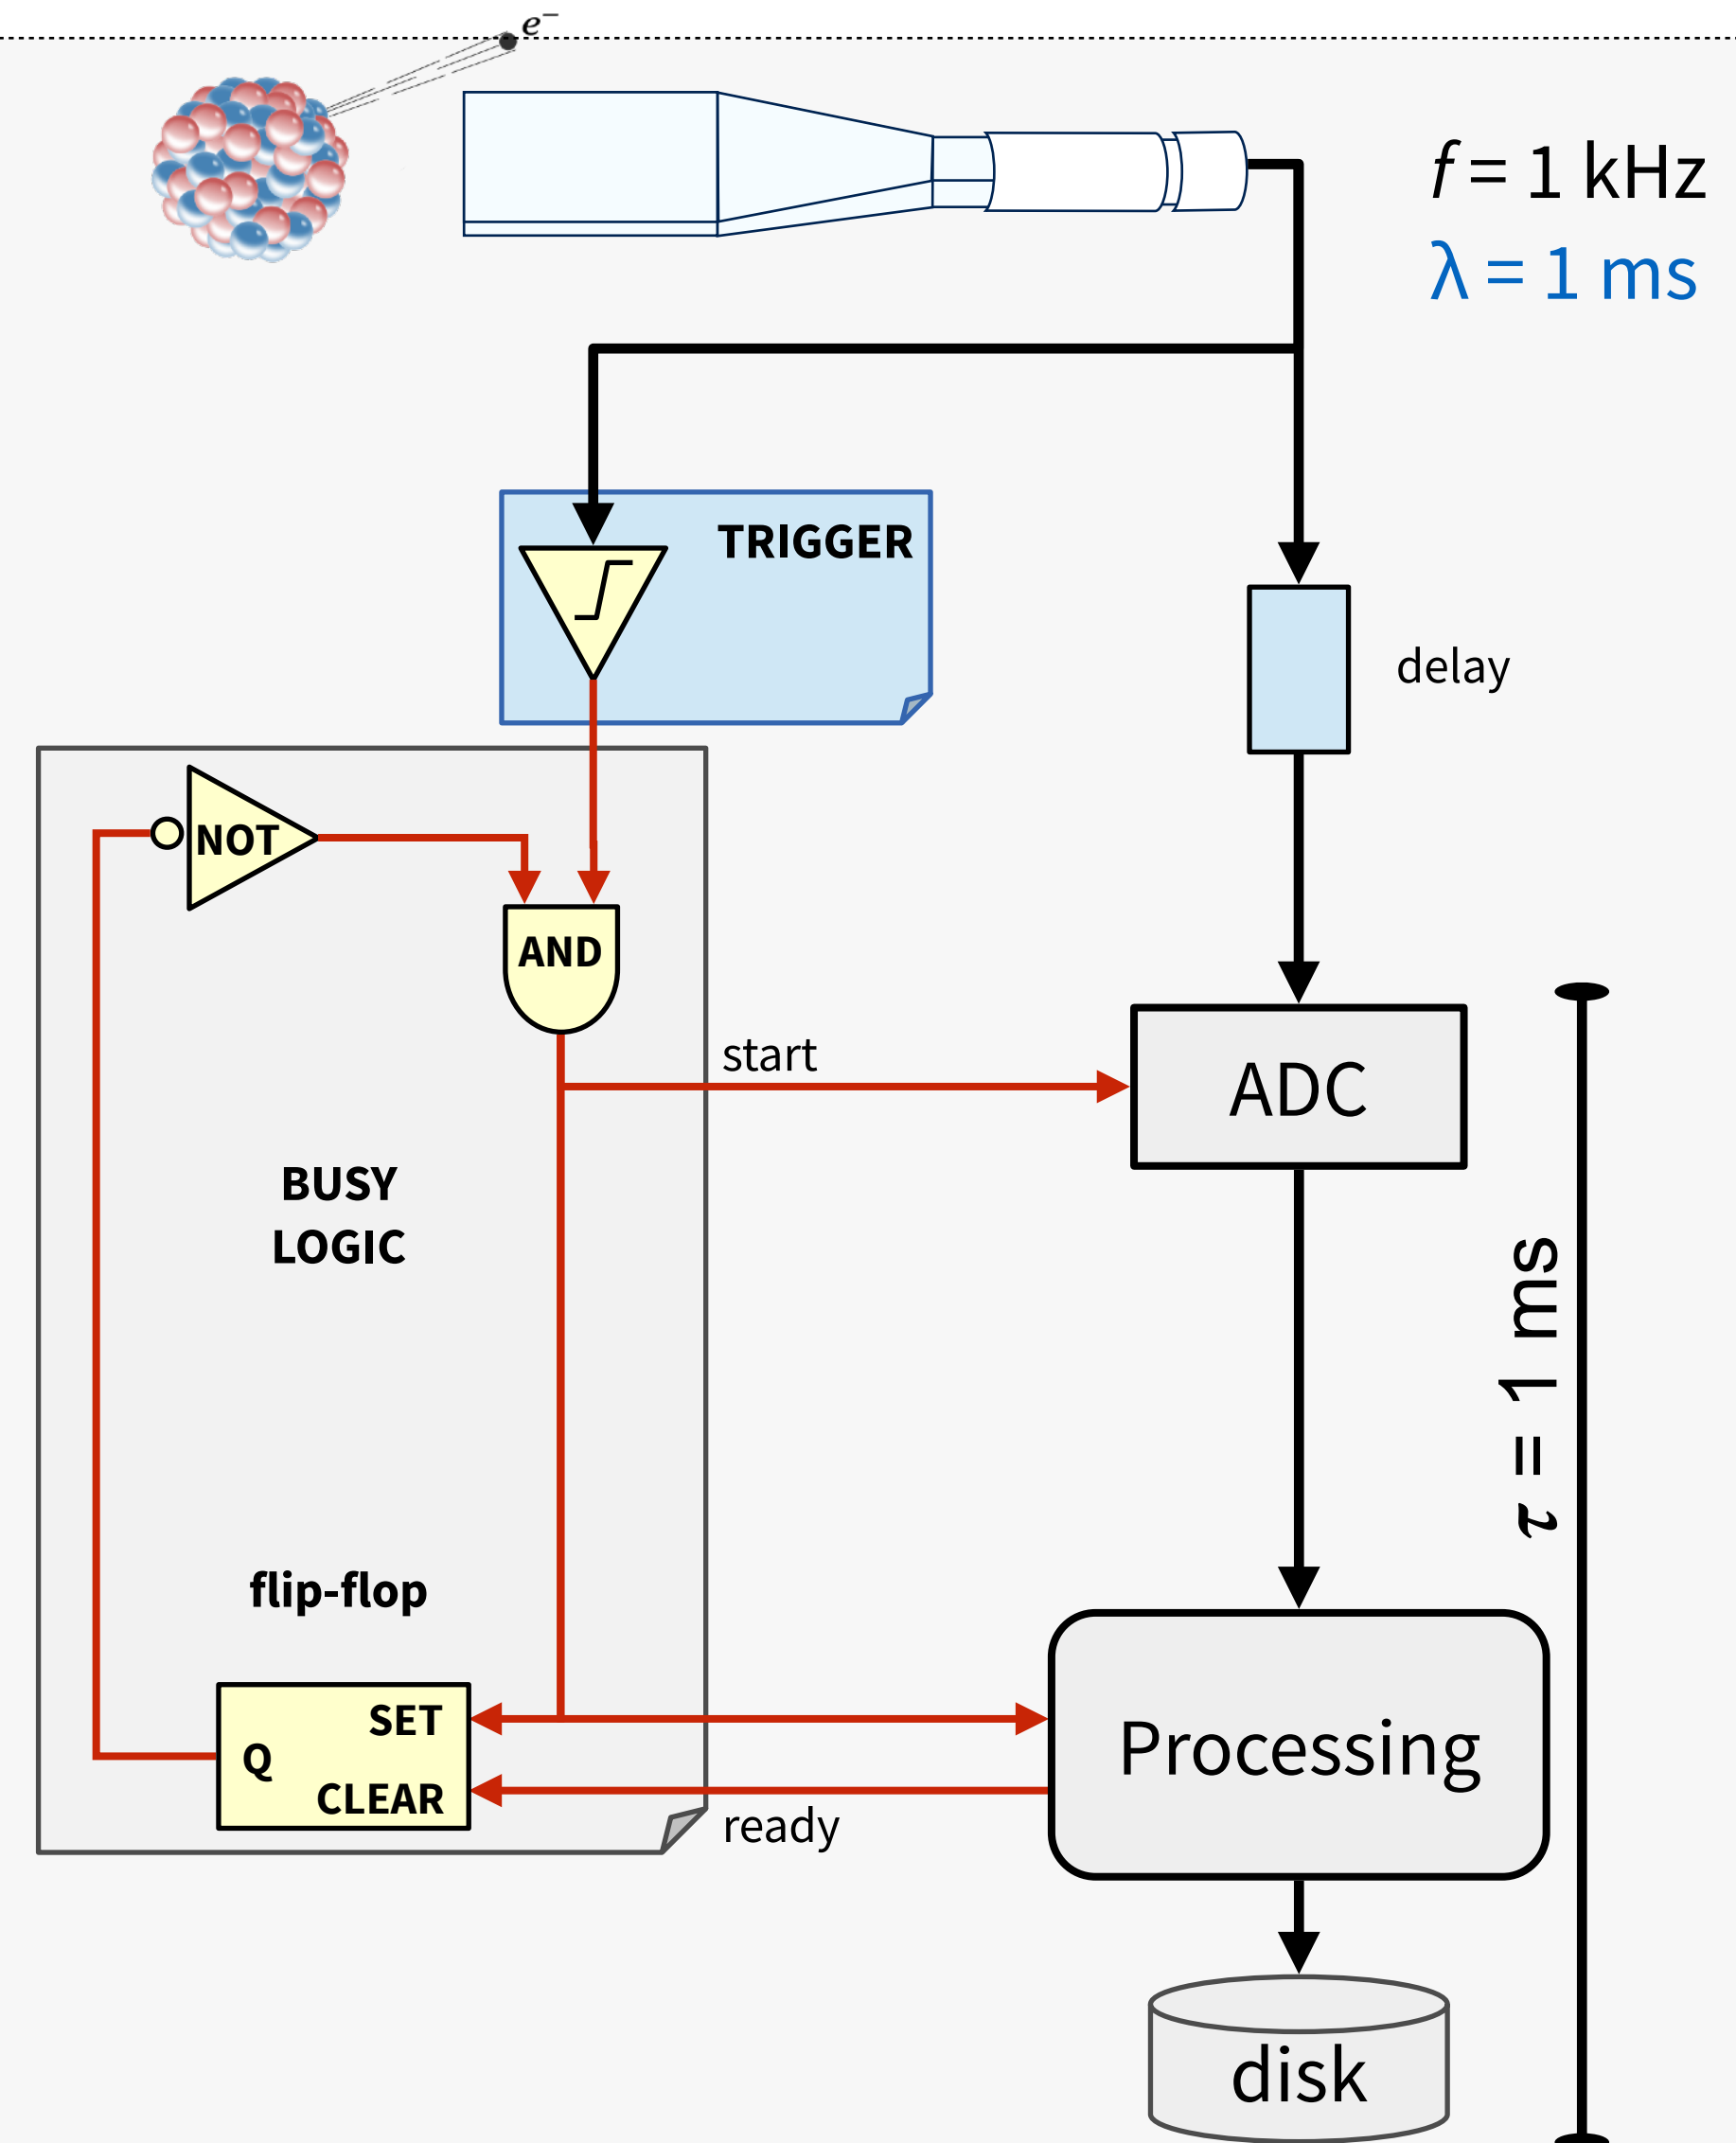 e⁻
f = 1 kHz
λ = 1 ms
TRIGGER
delay
NOT
AND
start
ADC
BUSY
LOGIC
τ = 1 ms
flip-flop
SET
Q
CLEAR
Processing
ready
disk